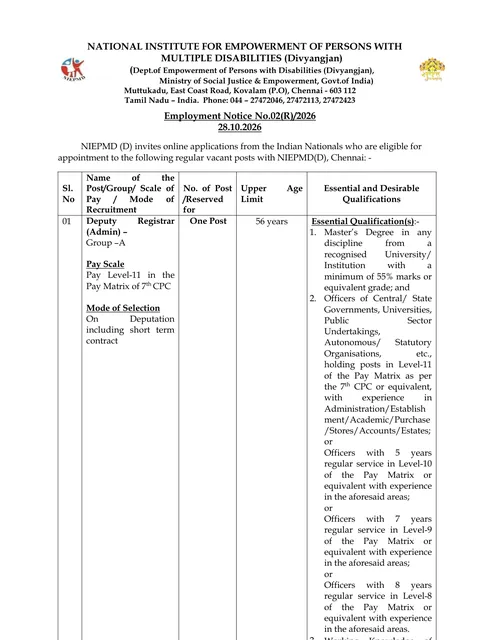 NATIONAL INSTITUTE FOR EMPOWERMENT OF PERSONS WITH
MULTIPLE DISABILITIES (Divyangjan)
(Dept.of Empowerment of Persons with Disabilities (Divyangjan),
Ministry of Social Justice & Empowerment, Govt.of India)
Muttukadu, East Coast Road, Kovalam (P.O), Chennai - 603 112
Tamil Nadu – India. Phone: 044 – 27472046, 27472113, 27472423
NIEPMD
Employment Notice No.02(R)/2026
28.10.2026
NIEPMD (D) invites online applications from the Indian Nationals who are eligible for
appointment to the following regular vacant posts with NIEPMD(D), Chennai: -
Sl.
No
Name of the
Post/Group/ Scale of
Pay / Mode of
Recruitment
No. of Post
/Reserved
for
Upper Age
Limit
Essential and Desirable
Qualifications
01
Deputy Registrar
(Admin) –
Group –A
Pay Scale
Pay Level-11 in the
Pay Matrix of 7th CPC
Mode of Selection
On Deputation
including short term
contract
One Post
56 years
Essential Qualification(s):-
1. Master's Degree in any
discipline from a
recognised University/
Institution with a
minimum of 55% marks or
equivalent grade; and
2. Officers of Central/ State
Governments, Universities,
Public Sector
Undertakings,
Autonomous/ Statutory
Organisations, etc.,
holding posts in Level-11
of the Pay Matrix as per
the 7th CPC or equivalent,
with experience in
Administration/Establish
ment/Academic/Purchase
/Stores/Accounts/Estates;
or
Officers with 5 years
regular service in Level-10
of the Pay Matrix or
equivalent with experience
in the aforesaid areas;
or
Officers with 7 years
regular service in Level-9
of the Pay Matrix or
equivalent with experience
in the aforesaid areas;
or
Officers with 8 years
regular service in Level-8
of the Pay Matrix or
equivalent with experience
in the aforesaid areas.